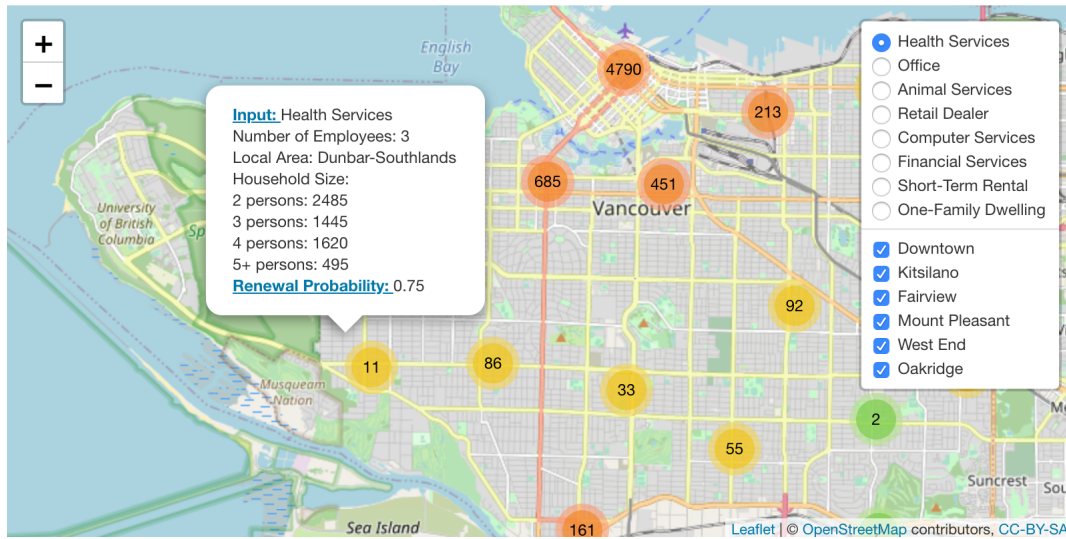 +
−
English
Bay
4790
213
685
451
Vancouver
University
of British
Columbia
Sp
Input: Health Services
Number of Employees: 3
Local Area: Dunbar-Southlands
Household Size:
2 persons: 2485
3 persons: 1445
4 persons: 1620
5+ persons: 495
Renewal Probability: 0.75
Health Services
Office
Animal Services
Retail Dealer
Computer Services
Financial Services
Short-Term Rental
One-Family Dwelling
Downtown
Kitsilano
Fairview
Mount Pleasant
West End
Oakridge
92
11
86
33
Musqueam
Nation
2
55
Suncrest
Sou
161
Sea Island
Leaflet | © OpenStreetMap contributors, CC-BY-SA